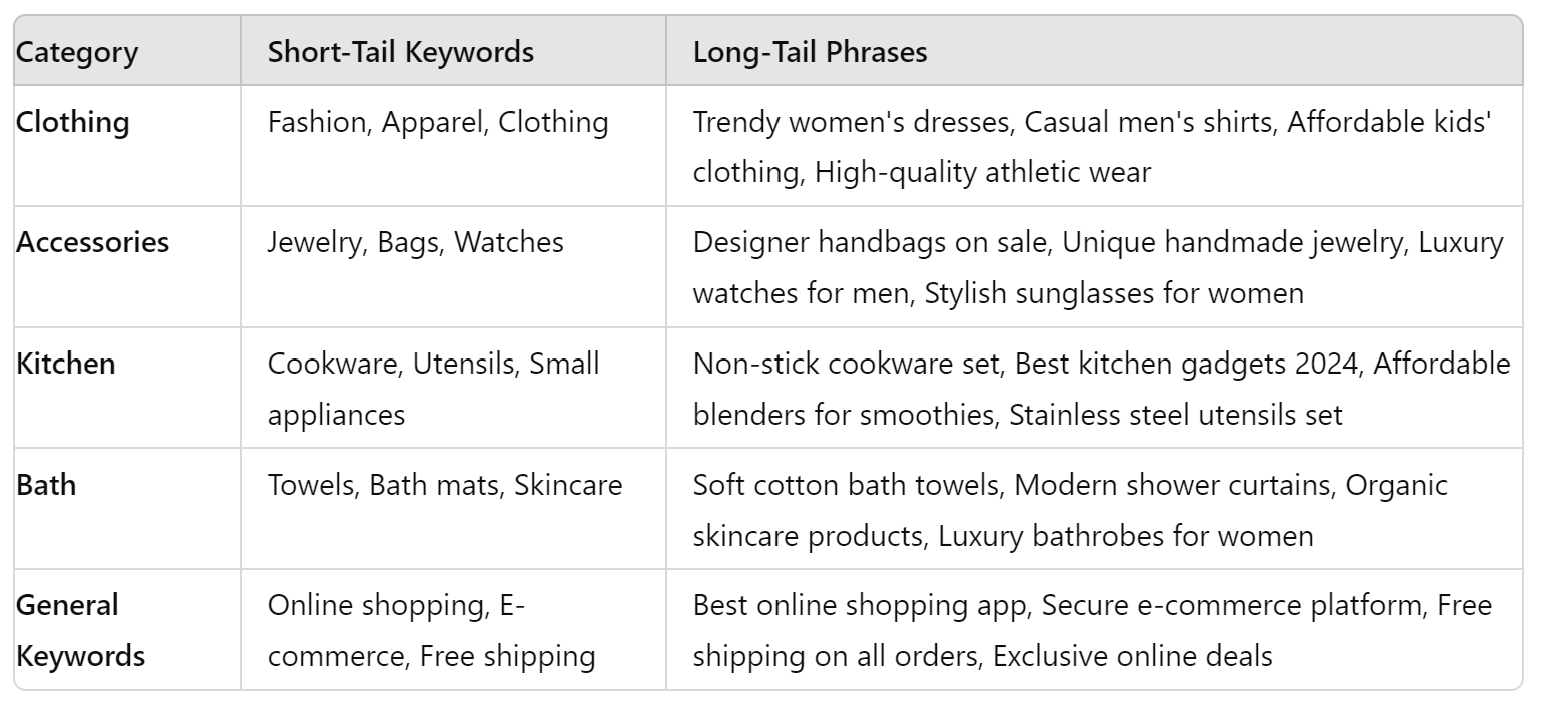 Category Short-Tail Keywords Long-Tail Phrases
Clothing Fashion, Apparel, Clothing Trendy women's dresses, Casual men's shirts, Affordable kids'
clothing, High-quality athletic wear
Accessories Jewelry, Bags, Watches Designer handbags on sale, Unique handmade jewelry, Luxury
watches for men, Stylish sunglasses for women
Kitchen Cookware, Utensils, Small Non-stick cookware set, Best kitchen gadgets 2024, Affordable
appliances blenders for smoothies, Stainless steel utensils set
Bath Towels, Bath mats, Skincare Soft cotton bath towels, Modern shower curtains, Organic
skincare products, Luxury bathrobes for women
General Online shopping, E- Best online shopping app, Secure e-commerce platform, Free
Keywords commerce, Free shipping shipping on all orders, Exclusive online deals